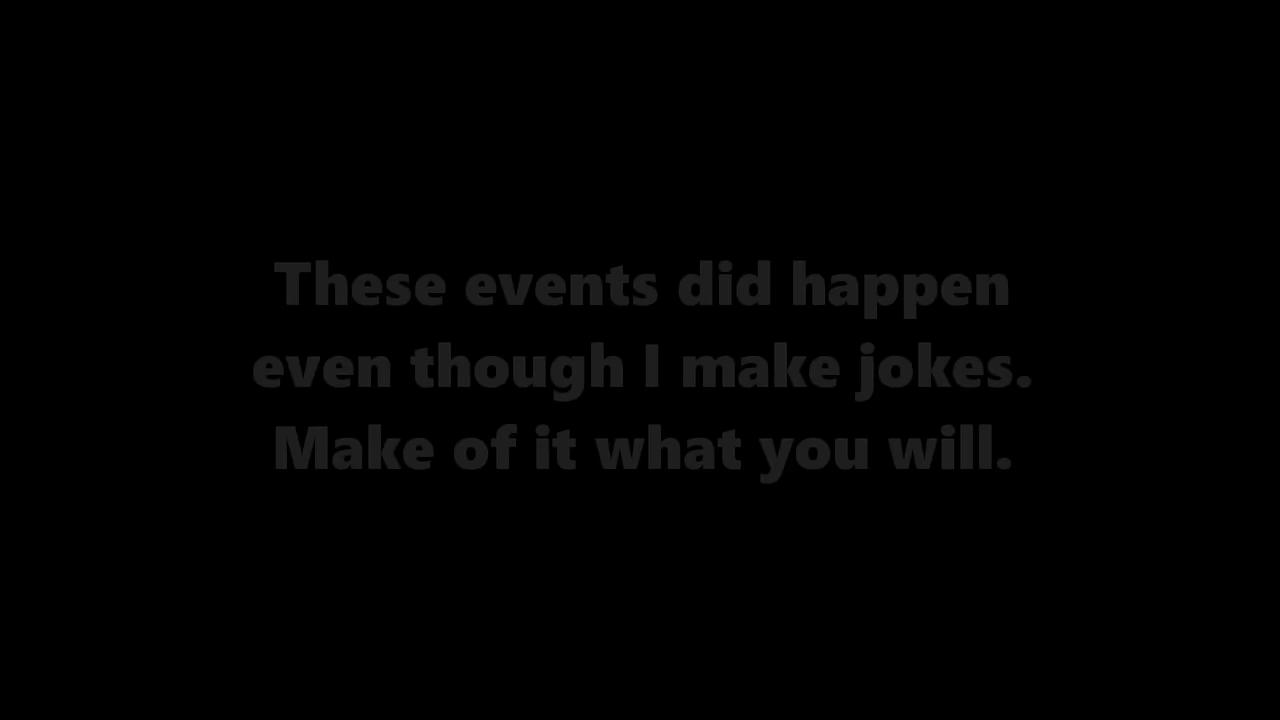 These events did happen
even though I make jokes.
Make of it what you will.